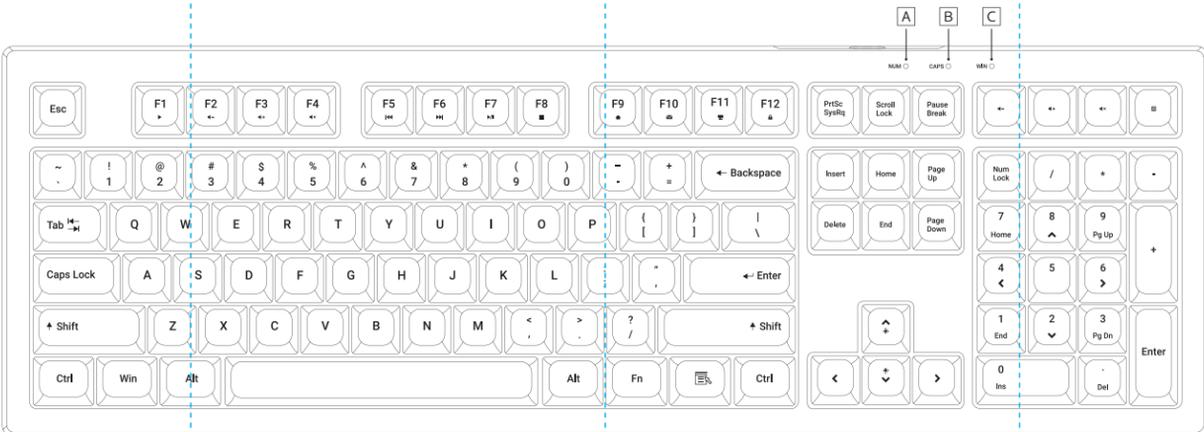 A B C
NUM CAPS WIN
Esc F1 F2 F3 F4 F5 F6 F7 F8 F9 F10 F11 F12 PrtSc SysRq Scroll Lock Pause Break
~ ` ! 1 @ 2 # 3 $ 4 % 5 ^ 6 & 7 * 8 ( 9 ) 0 - - + = ← Backspace Insert Home Page Up Num Lock / * -
Tab Q W E R T Y U I O P { [ } ] | \ Delete End Page Down 7 Home 8 9 Pg Up +
Caps Lock A S D F G H J K L " , ↵ Enter 4 5 6
Shift Z X C V B N M < , > . ? / Shift 1 End 2 3 Pg Dn Enter
Ctrl Win Alt Alt Fn Ctrl 0 Ins . Del